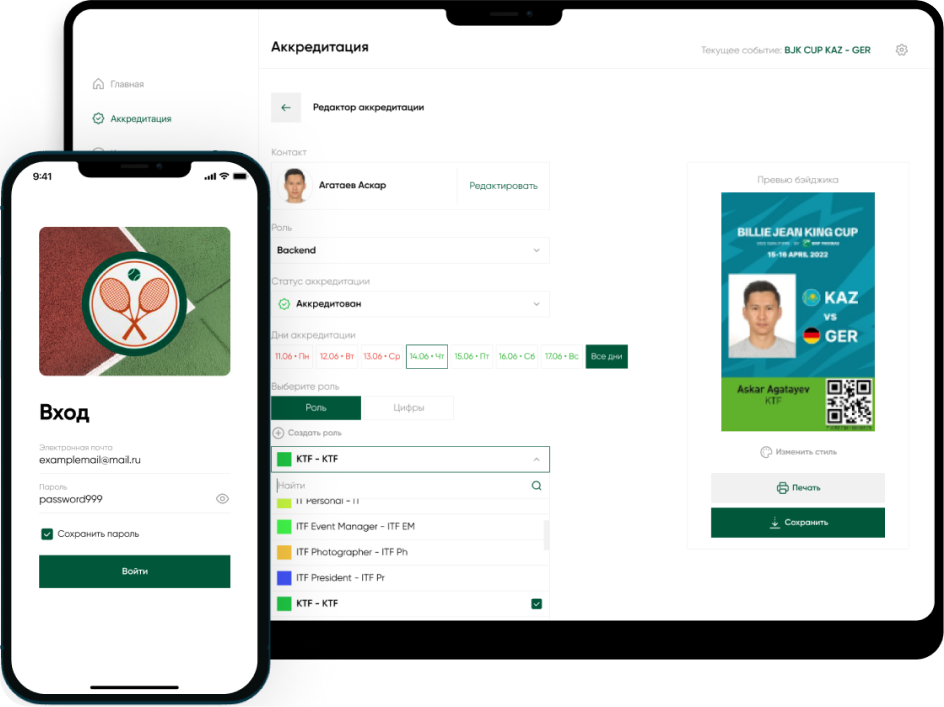 Аккредитация
Текущее событие: BJK CUP KAZ - GER
Главная
Аккредитация
Редактор аккредитации
Контакт
Агатаев Аскар
Редактировать
Роль
Backend
Статус аккредитации
Аккредитован
Дни аккредитации
11.06 • Пн
12.06 • Вт
13.06 • Ср
14.06 • Чт
15.06 • Пт
16.06 • Сб
17.06 • Вс
Все дни
Выберите роль
Роль
Цифры
Создать роль
KTF - KTF
Найти
IT Personal - IT
ITF Event Manager - ITF EM
ITF Photographer - ITF Ph
ITF President - ITF Pr
KTF - KTF
Превью бэйджика
BILLIE JEAN KING CUP
BY BNP PARIBAS
15-16 APRIL 2022
KAZ
vs
GER
Askar Agatayev
KTF
Изменить стиль
Печать
Сохранить
9:41
Вход
Электронная почта
examplemail@mail.ru
Пароль
password999
Сохранить пароль
Войти